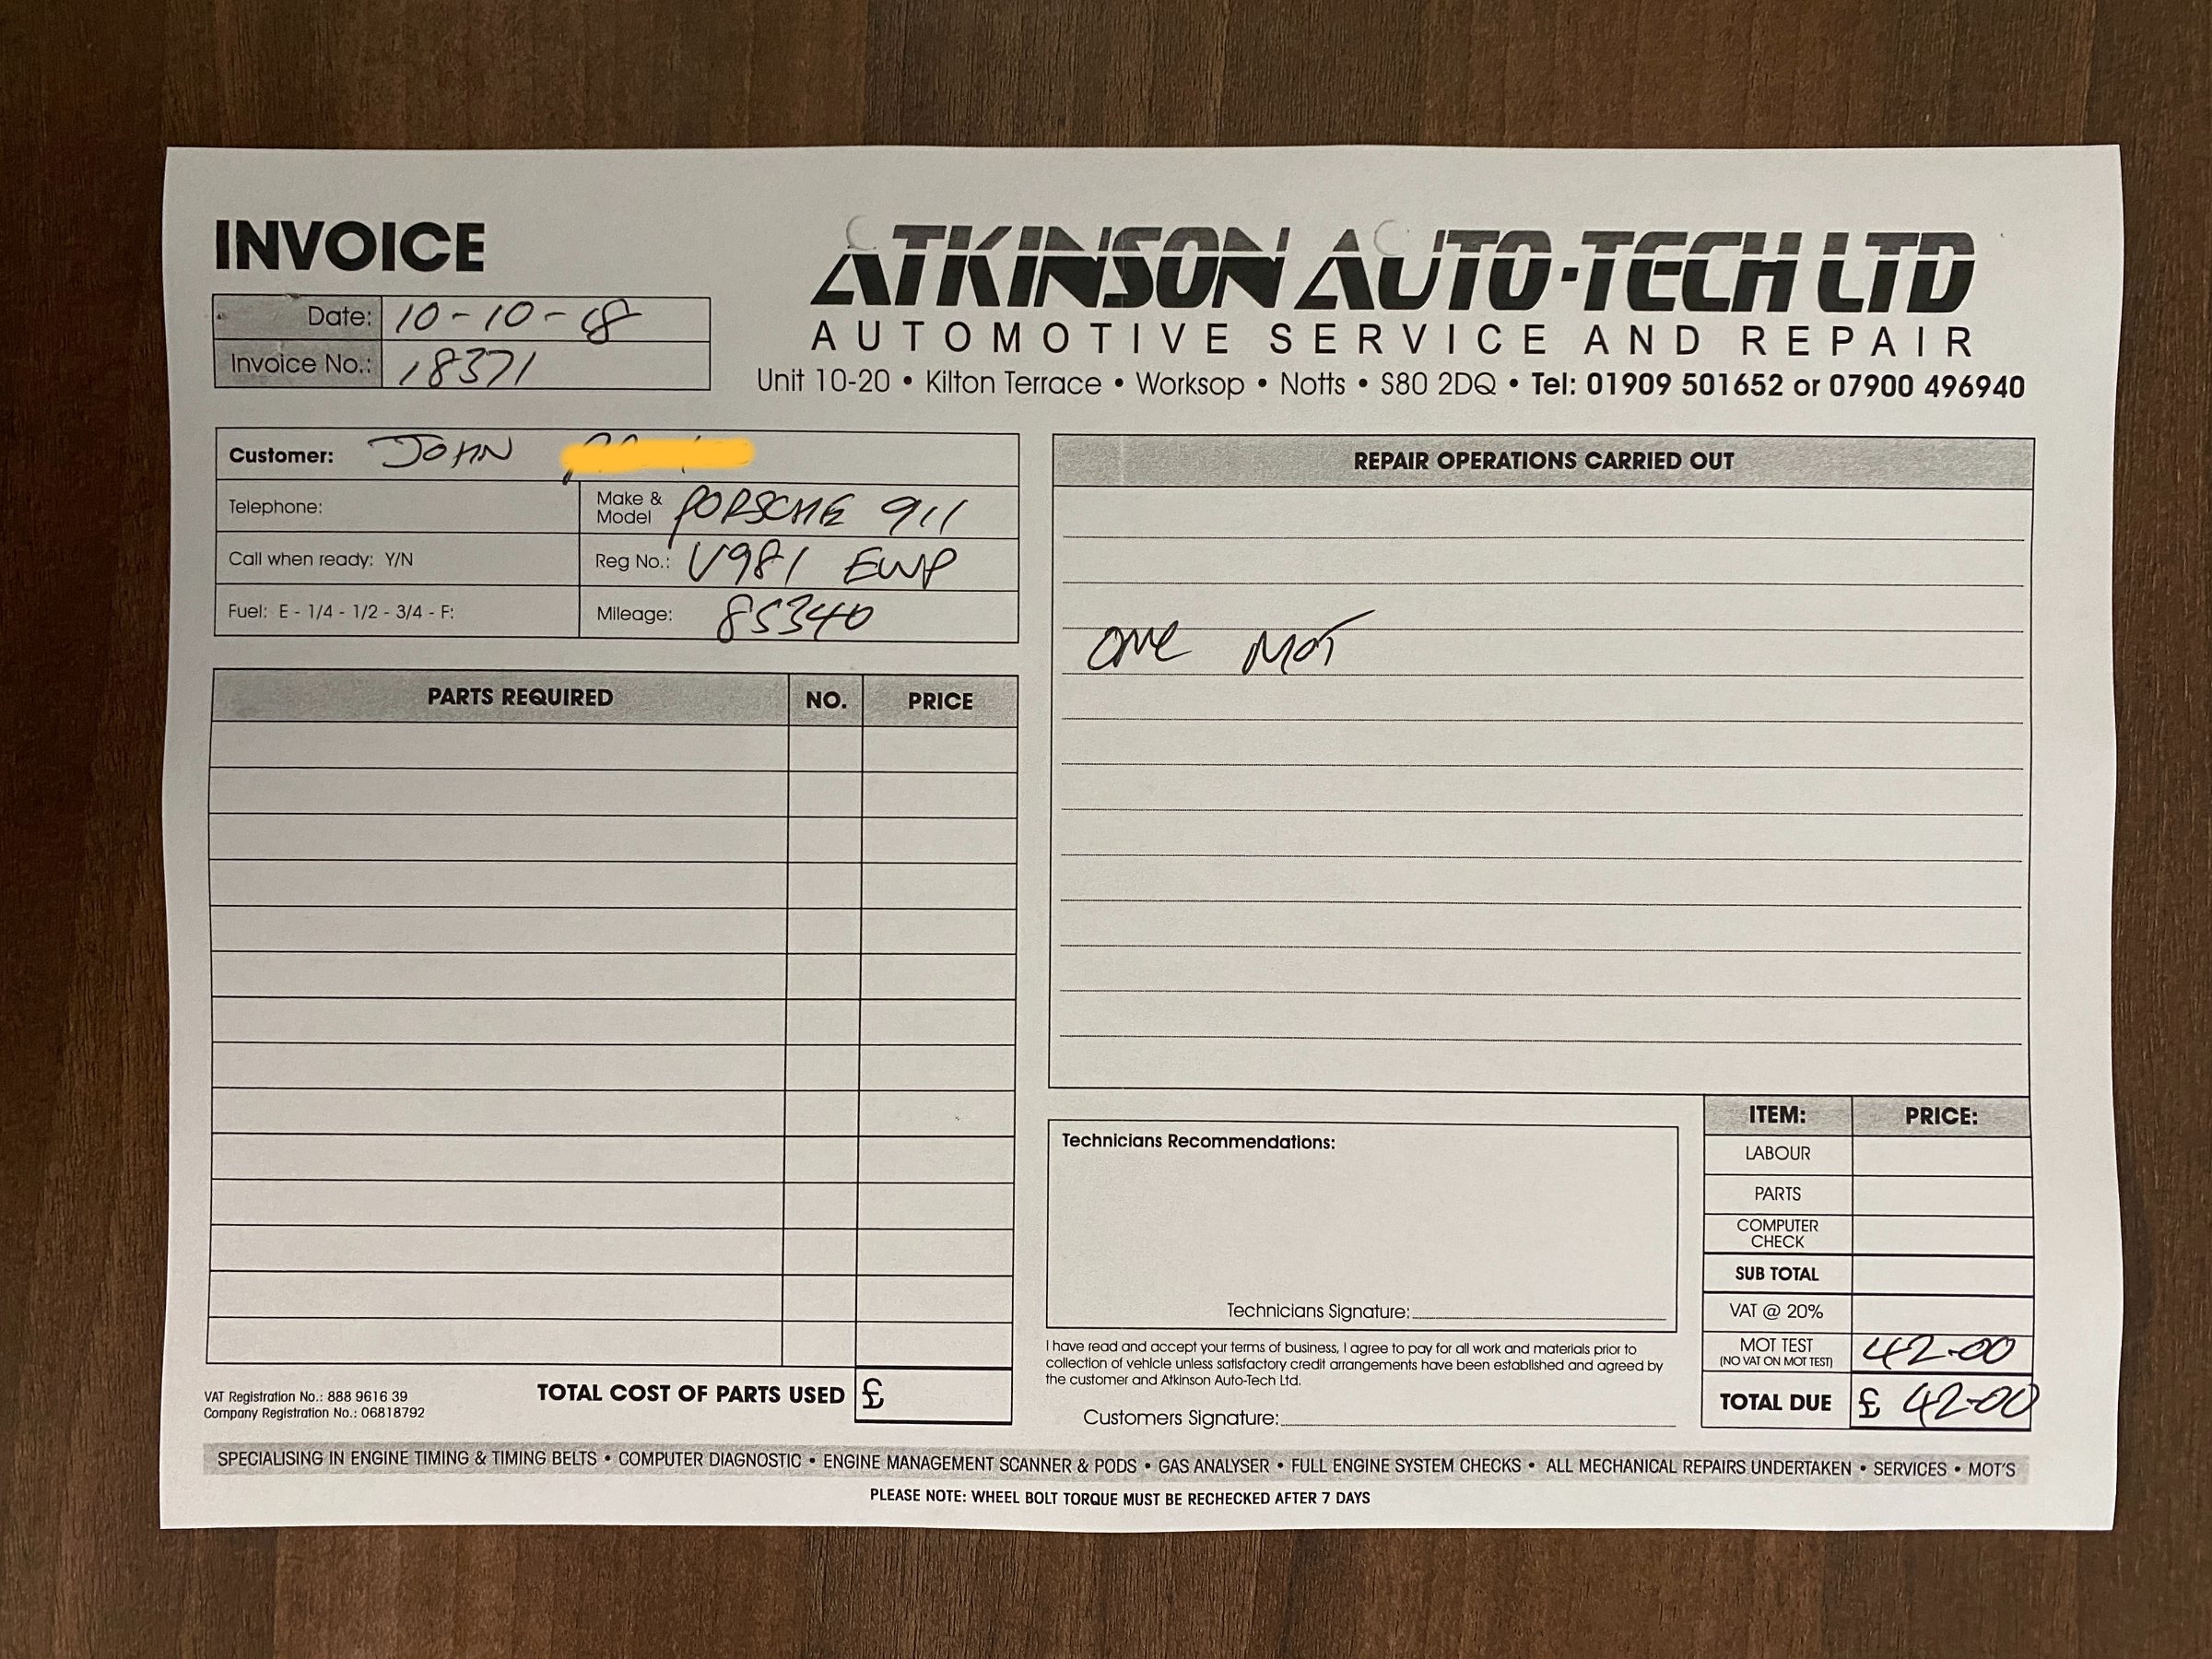 INVOICE
Date: 10-10-18
Invoice No.: 18371
ATKINSON AUTO-TECH LTD
AUTOMOTIVE SERVICE AND REPAIR
Unit 10-20 • Kilton Terrace • Worksop • Notts • S80 2DQ • Tel: 01909 501652 or 07900 496940
Customer: JOHN
Telephone:
Make & Model PORSCHE 911
Call when ready: Y/N
Reg No.: V981 EWP
Fuel: E - 1/4 - 1/2 - 3/4 - F:
Mileage: 85340
PARTS REQUIRED NO. PRICE
TOTAL COST OF PARTS USED £
VAT Registration No.: 888 9616 39
Company Registration No.: 06818792
REPAIR OPERATIONS CARRIED OUT
ONE MOT
Technicians Recommendations:
Technicians Signature:
I have read and accept your terms of business, I agree to pay for all work and materials prior to
collection of vehicle unless satisfactory credit arrangements have been established and agreed by
the customer and Atkinson Auto-Tech Ltd.
Customers Signature:
ITEM: PRICE:
LABOUR
PARTS
COMPUTER
CHECK
SUB TOTAL
VAT @ 20%
MOT TEST
(NO VAT ON MOT TEST) 42-00
TOTAL DUE £ 42-00
SPECIALISING IN ENGINE TIMING & TIMING BELTS • COMPUTER DIAGNOSTIC • ENGINE MANAGEMENT SCANNER & PODS • GAS ANALYSER • FULL ENGINE SYSTEM CHECKS • ALL MECHANICAL REPAIRS UNDERTAKEN • SERVICES • MOT'S
PLEASE NOTE: WHEEL BOLT TORQUE MUST BE RECHECKED AFTER 7 DAYS